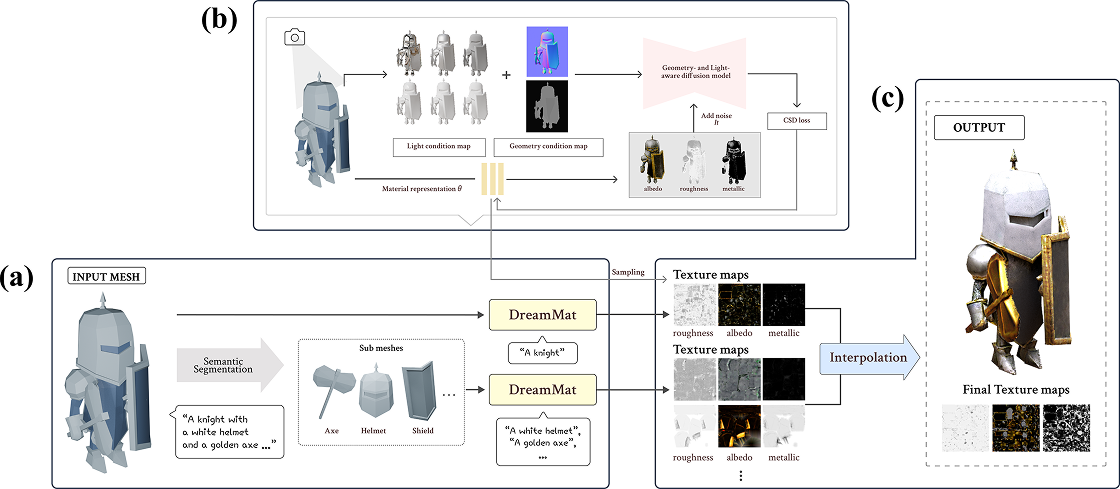 (b)
Geometry- and Light-
aware diffusion model
Add noise
It
CSD loss
Light condition map
Geometry condition map
Material representation θ
albedo
roughness
metallic
(a)
INPUT MESH
Semantic
Segmentation
"A knight with
a white helmet
and a golden axe ..."
Sub meshes
Axe
Helmet
Shield
...
DreamMat
"A knight"
DreamMat
"A white helmet",
"A golden axe",
...
Sampling
Texture maps
roughness
albedo
metallic
Texture maps
roughness
albedo
metallic
Interpolation
(c)
OUTPUT
Final Texture maps